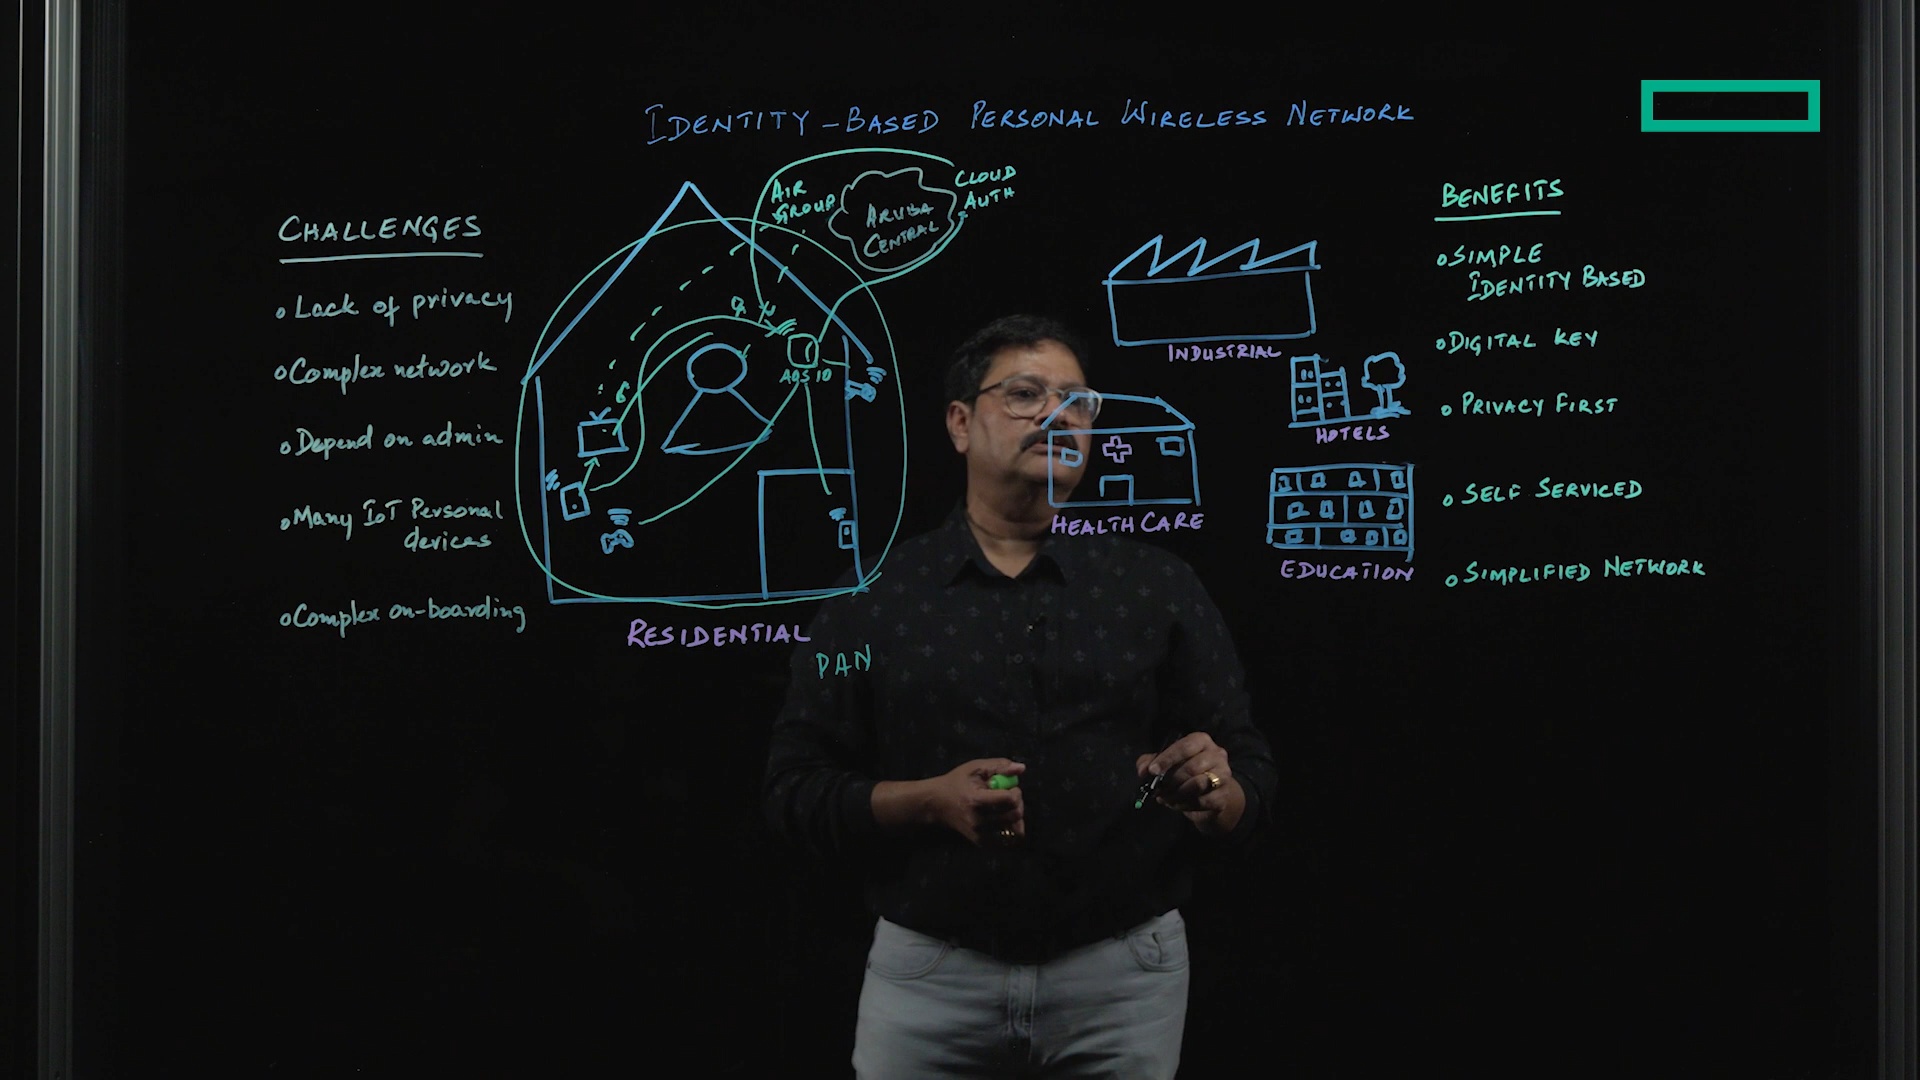 IDENTITY-BASED PERSONAL WIRELESS NETWORK
CHALLENGES
Lack of privacy
Complex network
Depend on admin
Many IoT Personal
devices
Complex on-boarding
AIR
GROUP
ARUBA
CENTRAL
CLOUD
AUTH
AOS 10
RESIDENTIAL
PAN
INDUSTRIAL
HOTELS
HEALTH CARE
EDUCATION
BENEFITS
SIMPLE
IDENTITY BASED
DIGITAL KEY
PRIVACY FIRST
SELF SERVICED
SIMPLIFIED NETWORK